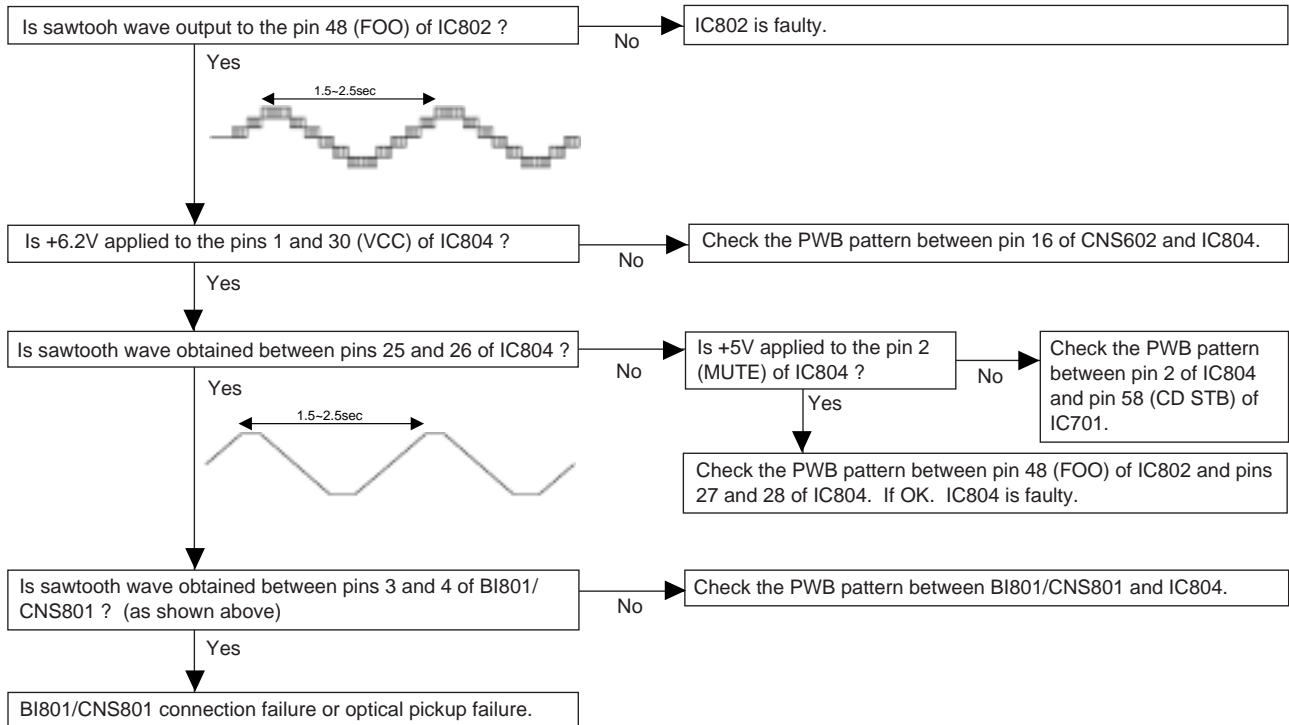 Is sawtooh wave output to the pin 48 (FOO) of IC802 ?
No
IC802 is faulty.
Yes
1.5~2.5sec
Is +6.2V applied to the pins 1 and 30 (VCC) of IC804 ?
No
Check the PWB pattern between pin 16 of CNS602 and IC804.
Yes
Is sawtooth wave obtained between pins 25 and 26 of IC804 ?
No
Is +5V applied to the pin 2
(MUTE) of IC804 ?
No
Check the PWB pattern
between pin 2 of IC804
and pin 58 (CD STB) of
IC701.
Yes
Check the PWB pattern between pin 48 (FOO) of IC802 and pins
27 and 28 of IC804.  If OK.  IC804 is faulty.
Yes
1.5~2.5sec
Is sawtooth wave obtained between pins 3 and 4 of BI801/
CNS801 ?  (as shown above)
No
Check the PWB pattern between BI801/CNS801 and IC804.
Yes
BI801/CNS801 connection failure or optical pickup failure.